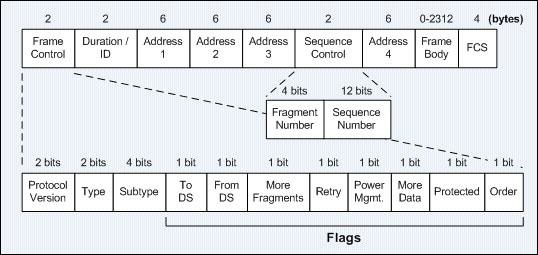 2 2 6 6 6 2 6 0-2312 4 (bytes)
Frame Duration / Address Address Address Sequence Address Frame FCS
Control ID 1 2 3 Control 4 Body
4 bits 12 bits
Fragment Sequence
Number Number
2 bits 2 bits 4 bits 1 bit 1 bit 1 bit 1 bit 1 bit 1 bit 1 bit 1 bit
Protocol Type Subtype To From More Retry Power More Protected Order
Version DS DS Fragments Mgmt. Data
Flags